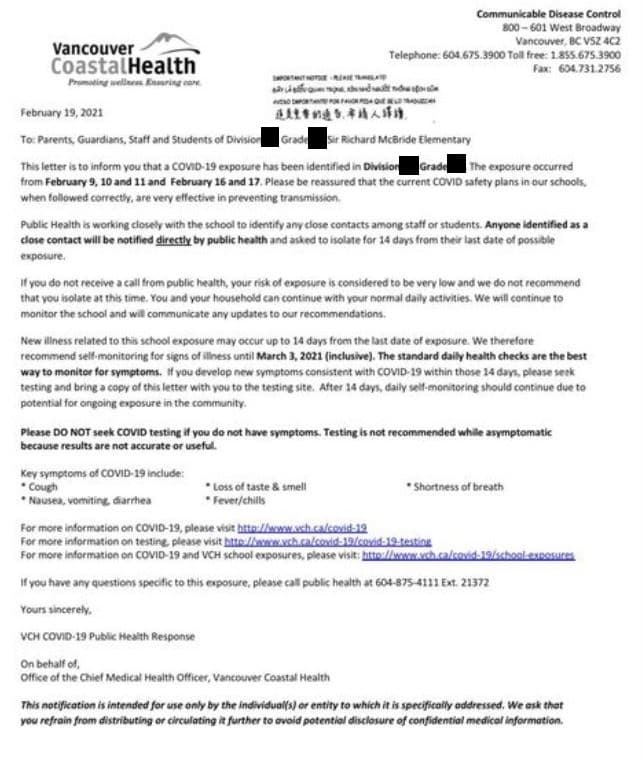 Communicable Disease Control
800 – 601 West Broadway
Vancouver, BC V5Z 4C2
Telephone: 604.675.3900 Toll free: 1.855.675.3900
Fax: 604.731.2756
Vancouver
CoastalHealth
Promoting wellness. Ensuring care.
IMPORTANT NOTICE - PLEASE TRANSLATE
February 19, 2021
To: Parents, Guardians, Staff and Students of Division Grade Sir Richard McBride Elementary
This letter is to inform you that a COVID-19 exposure has been identified in Division Grade . The exposure occurred
from February 9, 10 and 11 and February 16 and 17. Please be reassured that the current COVID safety plans in our schools,
when followed correctly, are very effective in preventing transmission.
Public Health is working closely with the school to identify any close contacts among staff or students. Anyone identified as a
close contact will be notified directly by public health and asked to isolate for 14 days from their last date of possible
exposure.
If you do not receive a call from public health, your risk of exposure is considered to be very low and we do not recommend
that you isolate at this time. You and your household can continue with your normal daily activities. We will continue to
monitor the school and will communicate any updates to our recommendations.
New illness related to this school exposure may occur up to 14 days from the last date of exposure. We therefore
recommend self-monitoring for signs of illness until March 3, 2021 (inclusive). The standard daily health checks are the best
way to monitor for symptoms. If you develop new symptoms consistent with COVID-19 within those 14 days, please seek
testing and bring a copy of this letter with you to the testing site. After 14 days, daily self-monitoring should continue due to
potential for ongoing exposure in the community.
Please DO NOT seek COVID testing if you do not have symptoms. Testing is not recommended while asymptomatic
because results are not accurate or useful.
Key symptoms of COVID-19 include:
* Cough * Loss of taste & smell * Shortness of breath
* Nausea, vomiting, diarrhea * Fever/chills
For more information on COVID-19, please visit http://www.vch.ca/covid-19
For more information on testing, please visit http://www.vch.ca/covid-19/covid-19-testing
For more information on COVID-19 and VCH school exposures, please visit: http://www.vch.ca/covid-19/school-exposures
If you have any questions specific to this exposure, please call public health at 604-875-4111 Ext. 21372
Yours sincerely,
VCH COVID-19 Public Health Response
On behalf of,
Office of the Chief Medical Health Officer, Vancouver Coastal Health
This notification is intended for use only by the individual(s) or entity to which it is specifically addressed. We ask that
you refrain from distributing or circulating it further to avoid potential disclosure of confidential medical information.